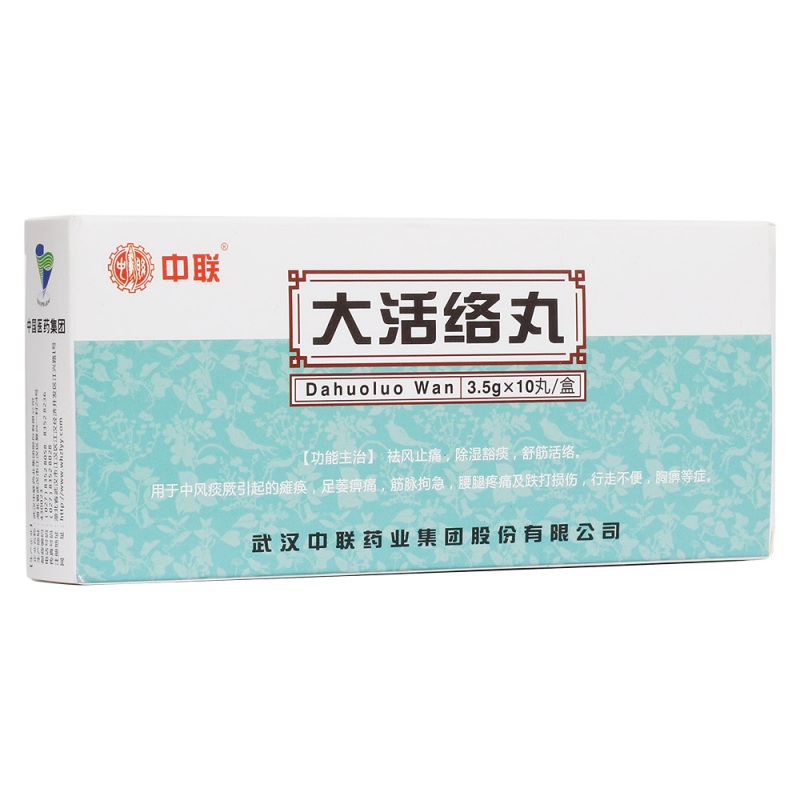 中联®
大活络丸
Dahuoluo Wan 3.5g×10丸/盒
【功能主治】 祛风止痛，除湿豁痰，舒筋活络。
用于中风痰厥引起的瘫痪，足萎痹痛，筋脉拘急，腰腿疼痛及跌打损伤，行走不便，胸痹等症。
武汉中联药业集团股份有限公司
中国医药集团